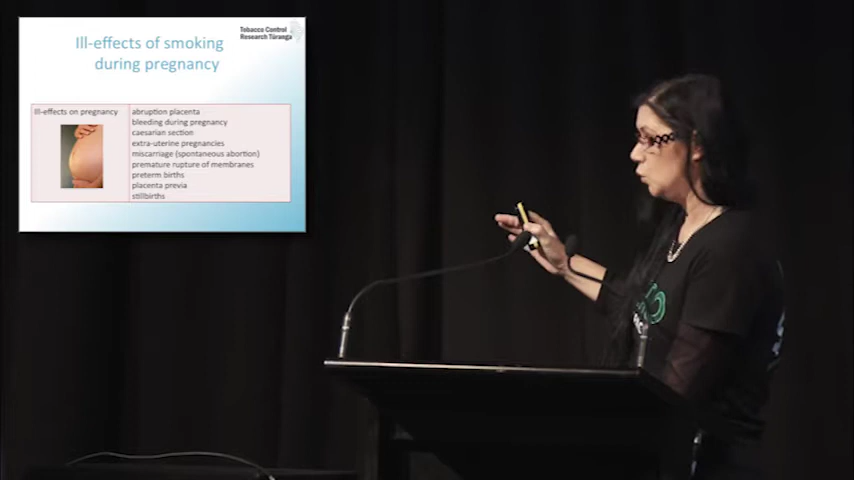 Tobacco Control
Research Tūranga
Ill-effects of smoking
during pregnancy
Ill-effects on pregnancy
abruption placenta
bleeding during pregnancy
caesarian section
extra-uterine pregnancies
miscarriage (spontaneous abortion)
premature rupture of membranes
preterm births
placenta previa
stillbirths